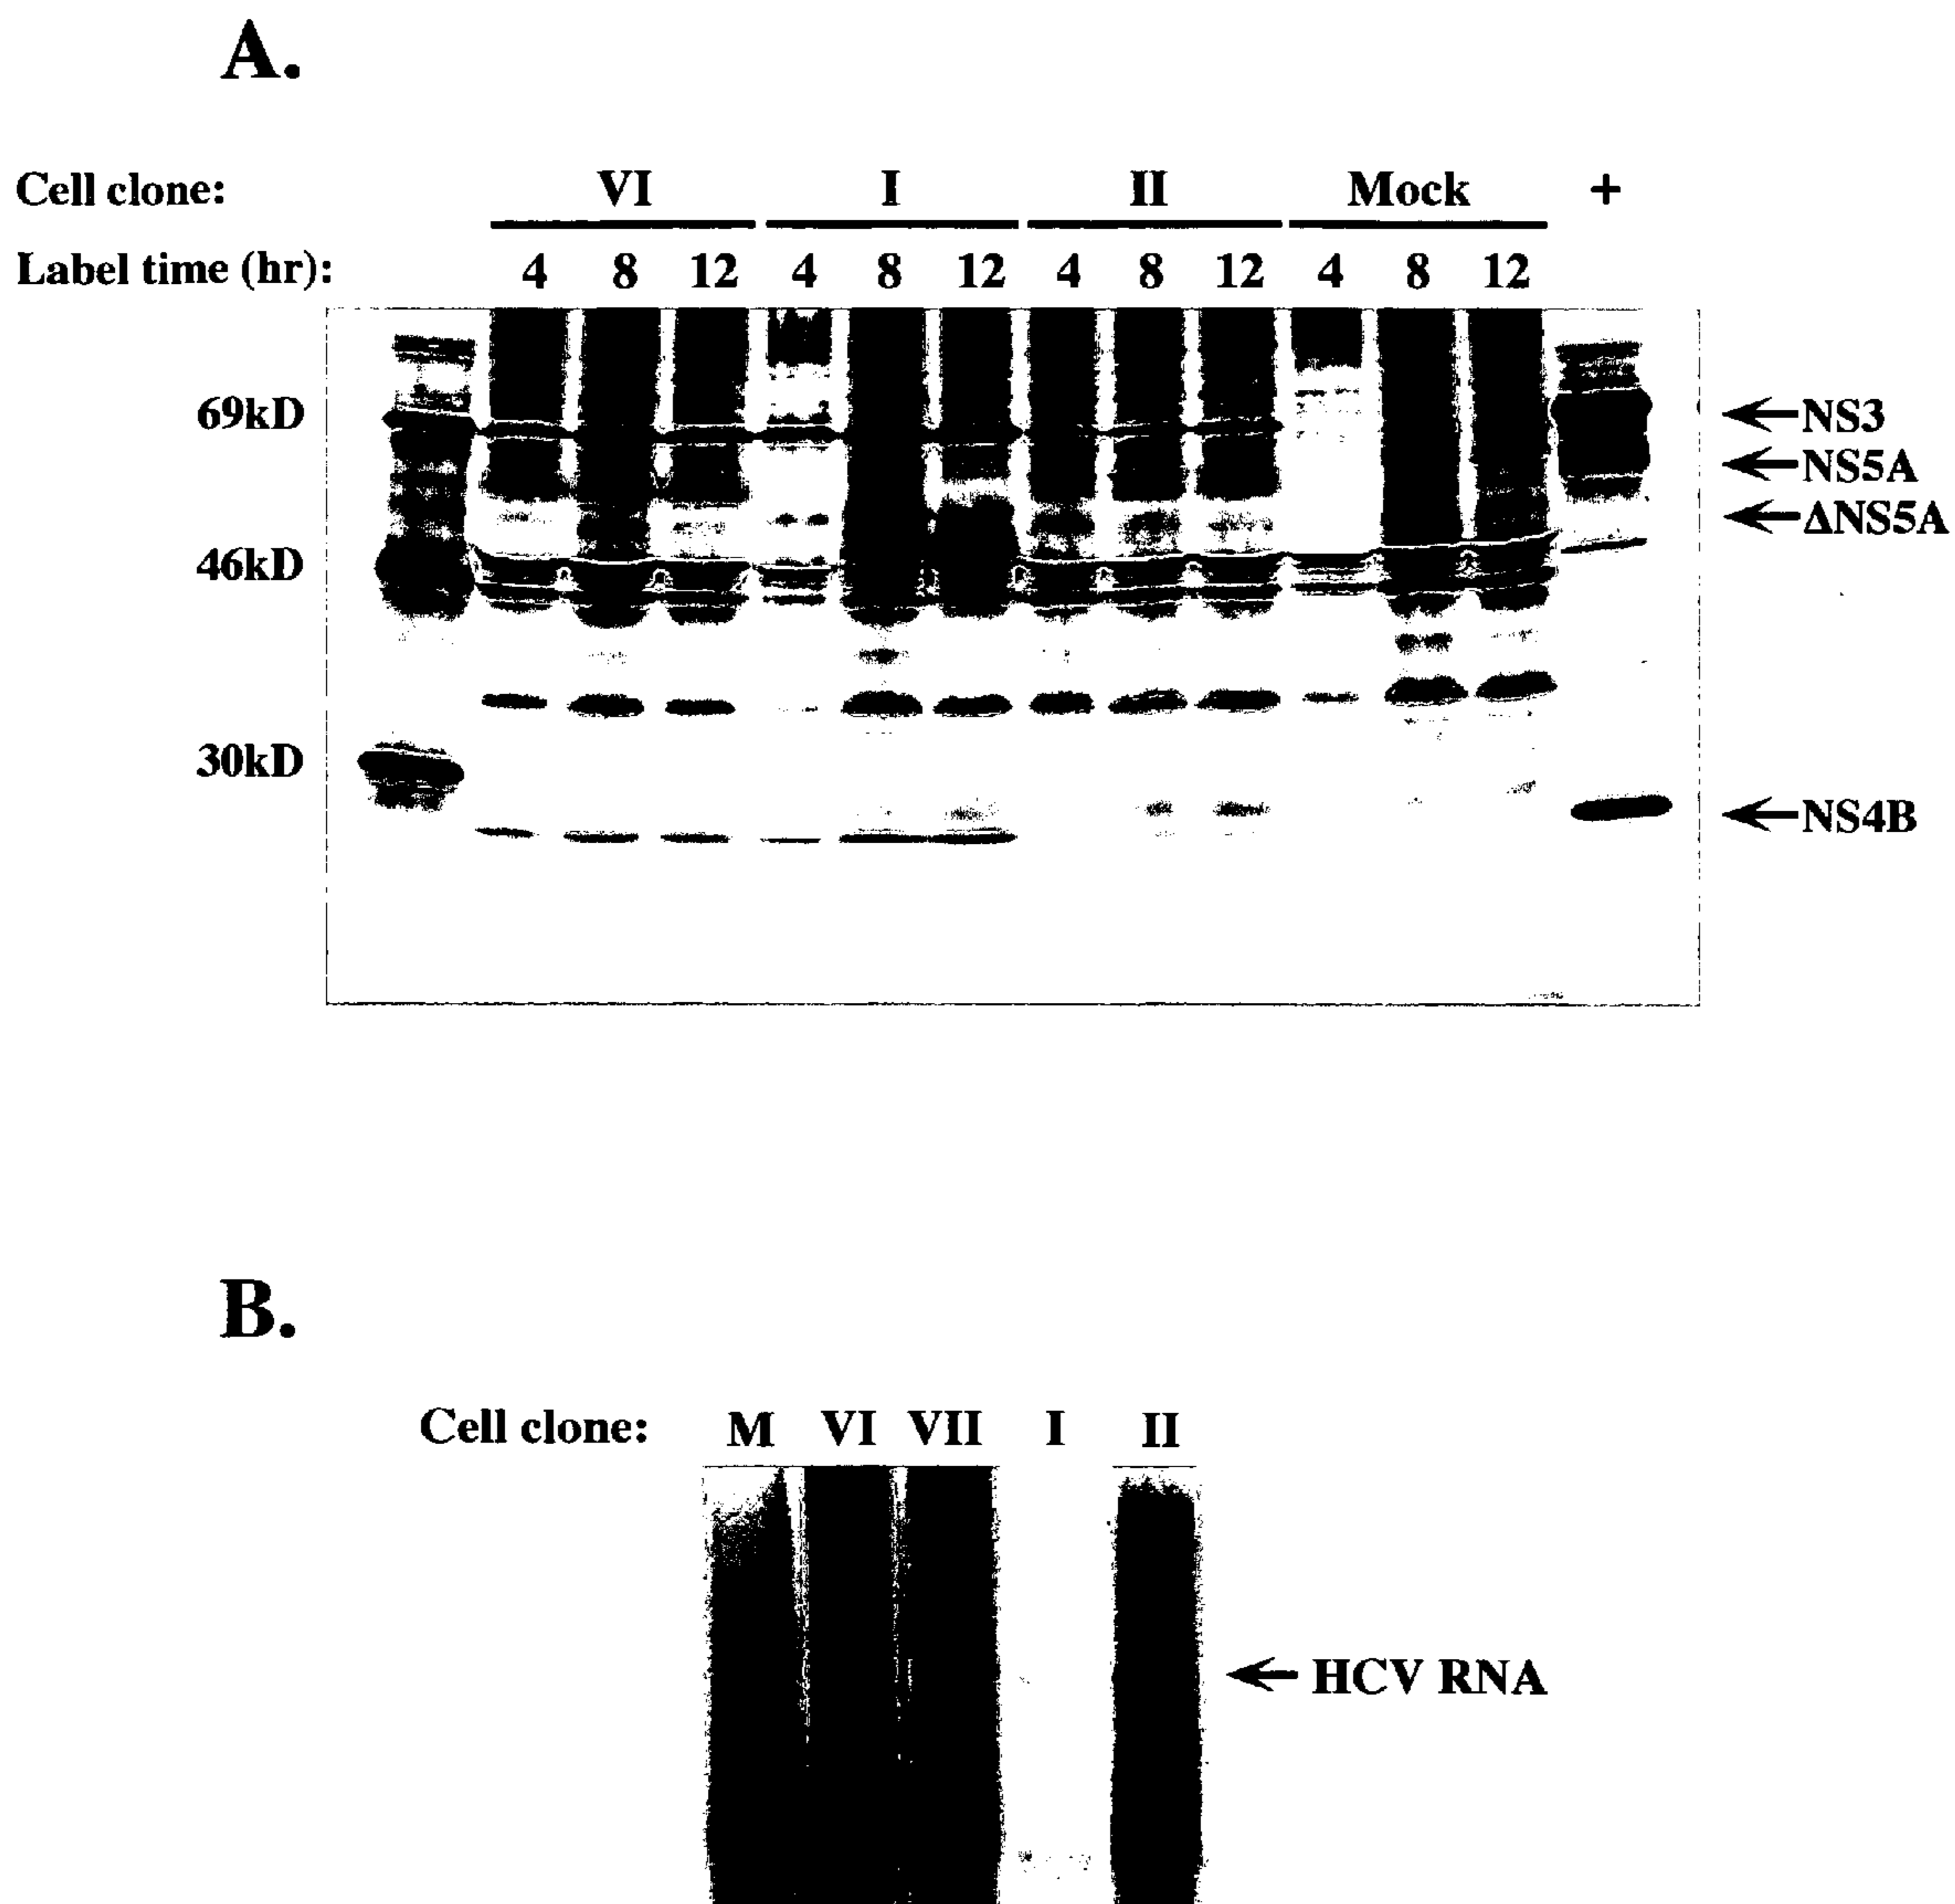 A.
Cell clone: VI I II Mock +
Label time (hr): 4 8 12 4 8 12 4 8 12 4 8 12
69kD
NS3
NS5A
ΔNS5A
46kD
30kD
NS4B
B.
Cell clone: M VI VII I II
HCV RNA